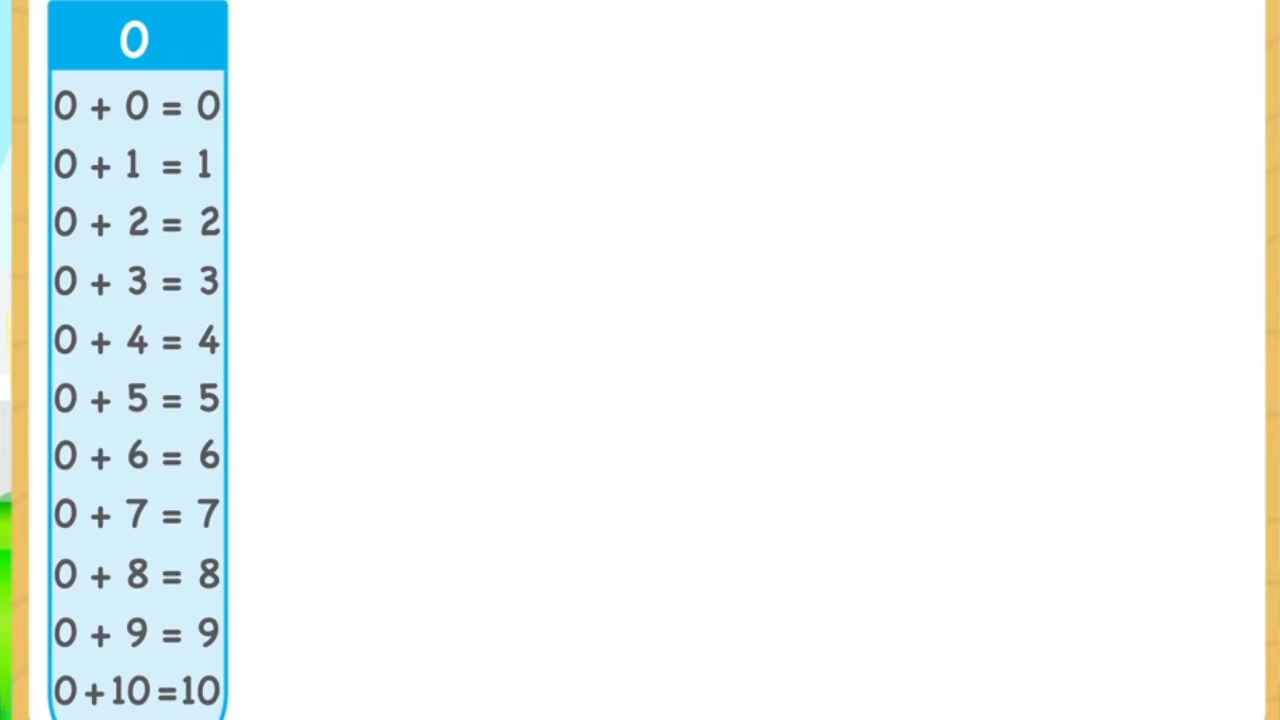 0
0 + 0 = 0
0 + 1 = 1
0 + 2 = 2
0 + 3 = 3
0 + 4 = 4
0 + 5 = 5
0 + 6 = 6
0 + 7 = 7
0 + 8 = 8
0 + 9 = 9
0 + 10 = 10